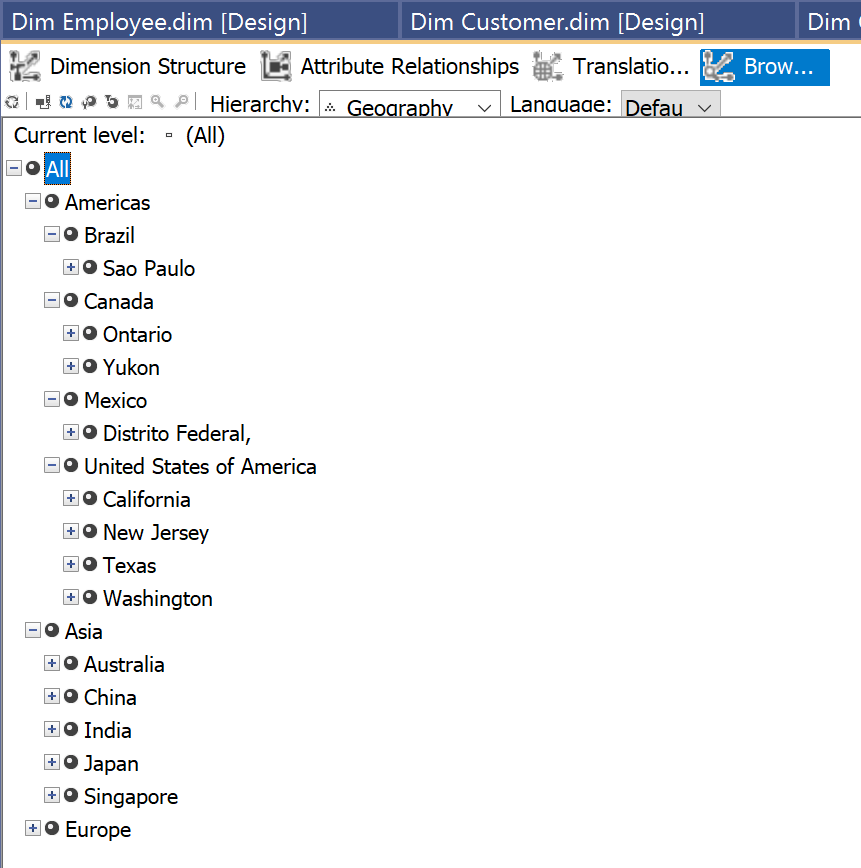 Dim Employee.dim [Design] Dim Customer.dim [Design] Dim
Dimension Structure Attribute Relationships Translatio... Brow...
Hierarchy: Geography Language: Defau
Current level: (All)
All
Americas
Brazil
Sao Paulo
Canada
Ontario
Yukon
Mexico
Distrito Federal,
United States of America
California
New Jersey
Texas
Washington
Asia
Australia
China
India
Japan
Singapore
Europe